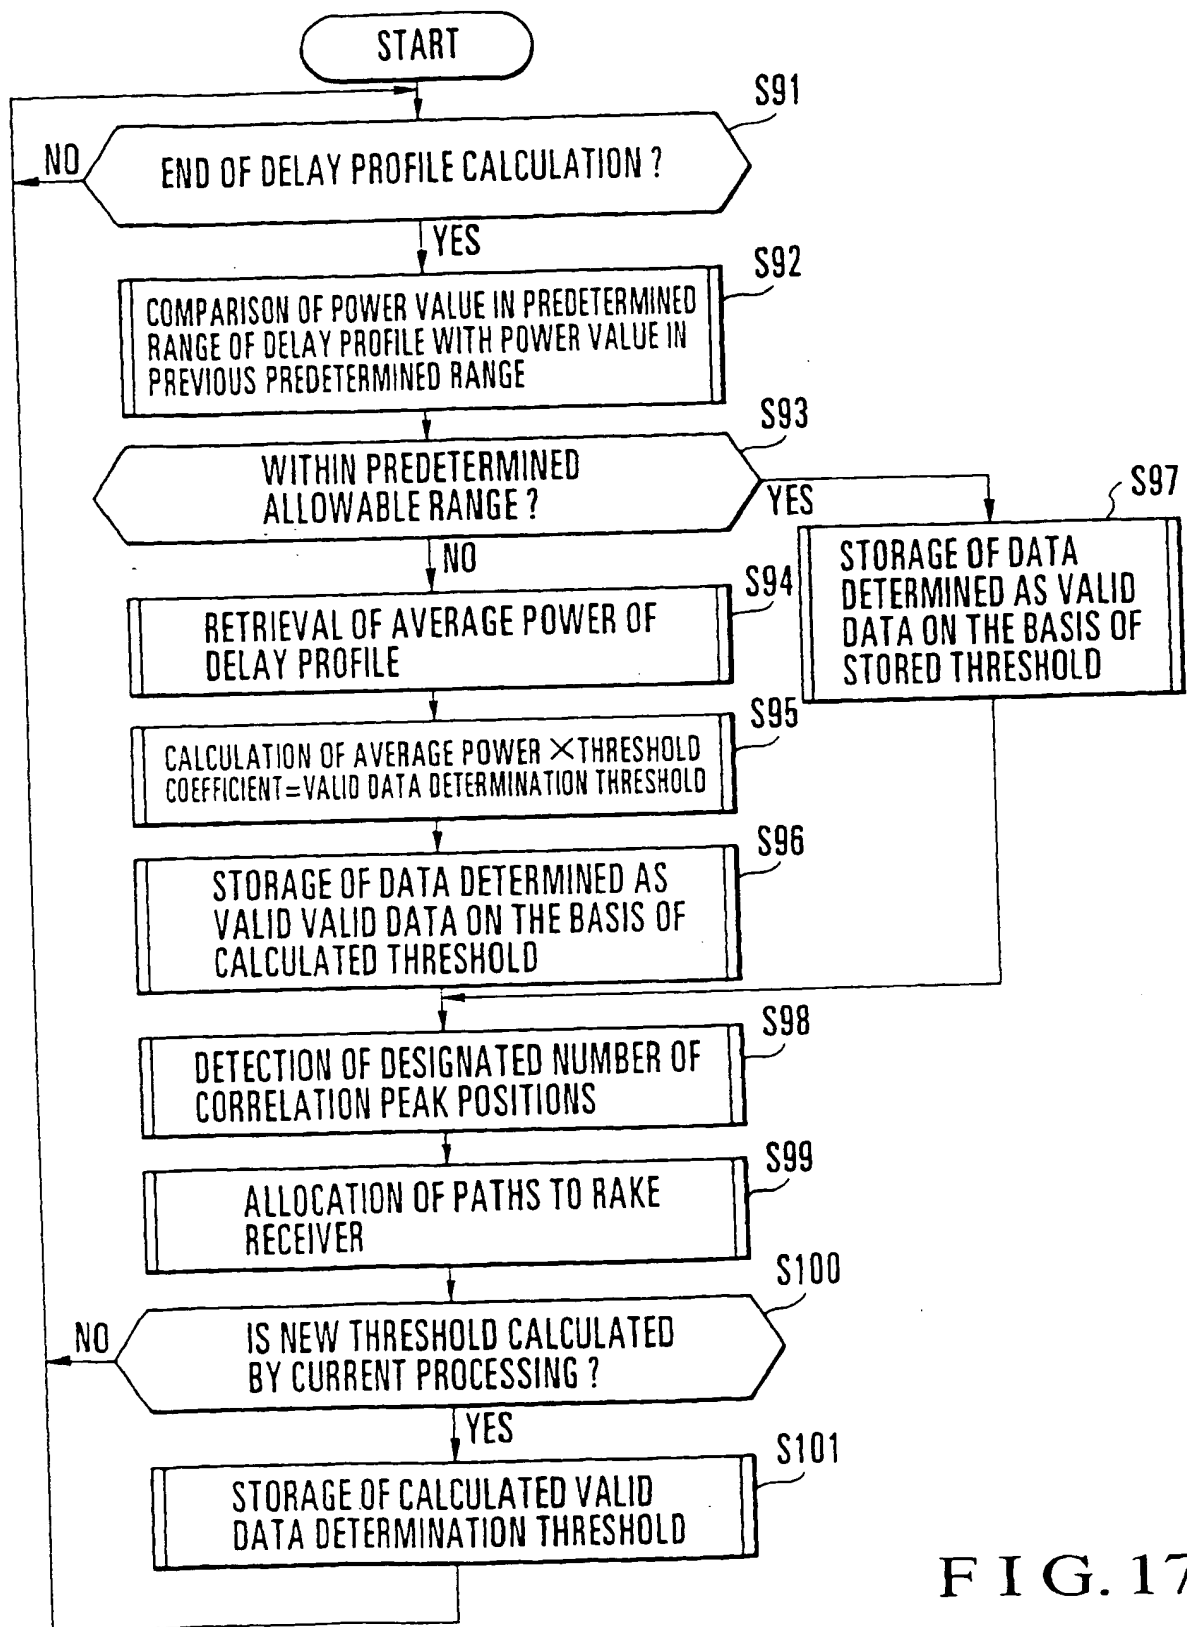 START
S91
NO
END OF DELAY PROFILE CALCULATION ?
YES
S92
COMPARISON OF POWER VALUE IN PREDETERMINED
RANGE OF DELAY PROFILE WITH POWER VALUE IN
PREVIOUS PREDETERMINED RANGE
S93
WITHIN PREDETERMINED
ALLOWABLE RANGE ?
YES
NO
S97
STORAGE OF DATA
DETERMINED AS VALID
DATA ON THE BASIS OF
STORED THRESHOLD
S94
RETRIEVAL OF AVERAGE POWER OF
DELAY PROFILE
S95
CALCULATION OF AVERAGE POWER ×THRESHOLD
COEFFICIENT=VALID DATA DETERMINATION THRESHOLD
S96
STORAGE OF DATA DETERMINED AS
VALID VALID DATA ON THE BASIS OF
CALCULATED THRESHOLD
S98
DETECTION OF DESIGNATED NUMBER OF
CORRELATION PEAK POSITIONS
S99
ALLOCATION OF PATHS TO RAKE
RECEIVER
S100
NO
IS NEW THRESHOLD CALCULATED
BY CURRENT PROCESSING ?
YES
S101
STORAGE OF CALCULATED VALID
DATA DETERMINATION THRESHOLD
FIG. 17